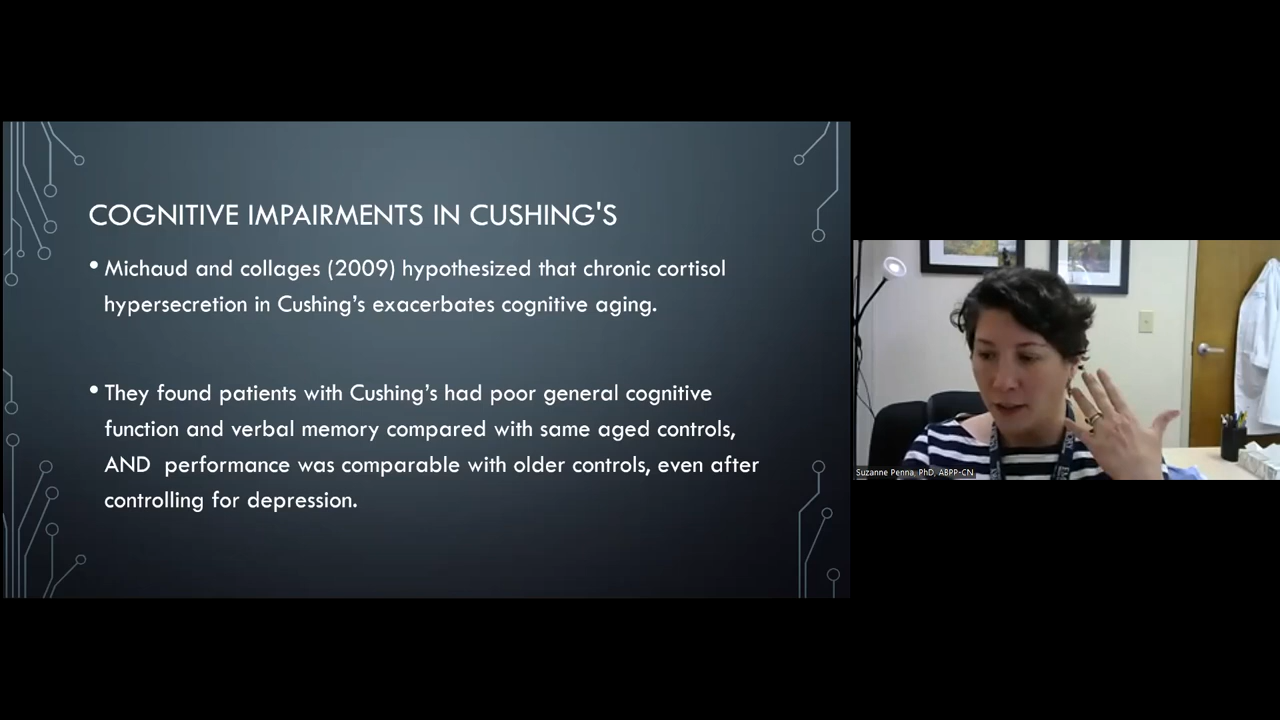 COGNITIVE IMPAIRMENTS IN CUSHING'S
• Michaud and collages (2009) hypothesized that chronic cortisol
hypersecretion in Cushing’s exacerbates cognitive aging.
• They found patients with Cushing’s had poor general cognitive
function and verbal memory compared with same aged controls,
AND  performance was comparable with older controls, even after
controlling for depression.
Suzanne Penna, PhD, ABPP-CN